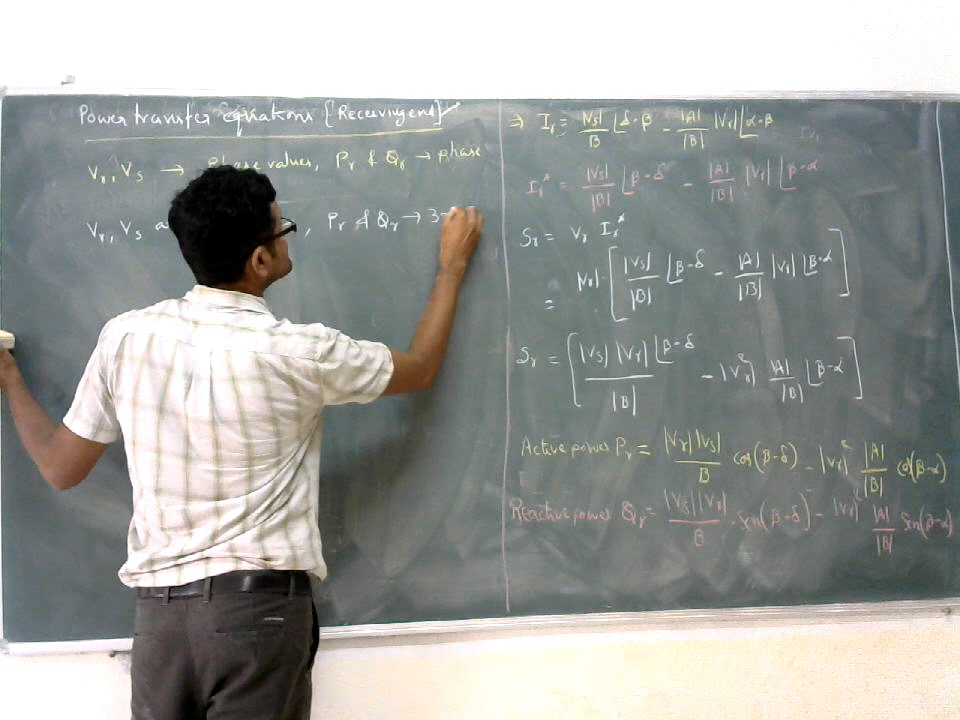 Power transfer Equations {Receiving end}
Vr, Vs → Phase values, Pr & Qr → phase
Vr, Vs , Pr & Qr → 3-
⇒ Ir = |Vs|/B ∠δ-β - |A|/|B| |Vr| ∠α-β
Ir* = |Vs|/|B| ∠β-δ - |A|/|B| |Vr| ∠β-α
Sr = Vr Ir*
= |Vr| · [ |Vs|/|B| ∠β-δ - |A|/|B| |Vr| ∠β-α ]
Sr = [ |Vs| |Vr| ∠β-δ / |B| - |Vr²| |A|/|B| ∠β-α ]
Active power Pr = |Vr| |Vs|/B cos(β-δ) - |Vr|² |A|/|B| cos(β-α)
Reactive power Qr = |Vs| |Vr|/B · Sin(β-δ) - |Vr|² |A|/|B| Sin(β-α)